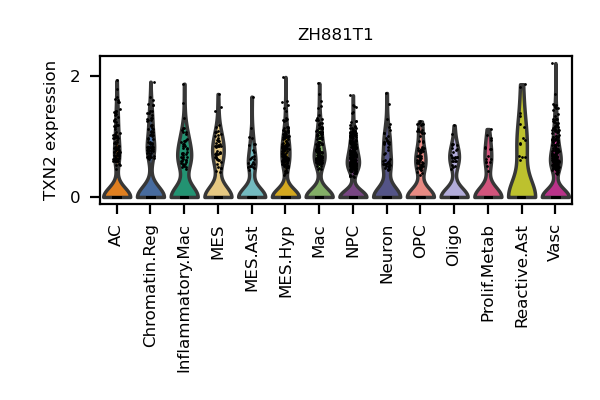 ZH881T1
TXN2 expression
2
0
AC
Chromatin.Reg
Inflammatory.Mac
MES
MES.Ast
MES.Hyp
Mac
NPC
Neuron
OPC
Oligo
Prolif.Metab
Reactive.Ast
Vasc